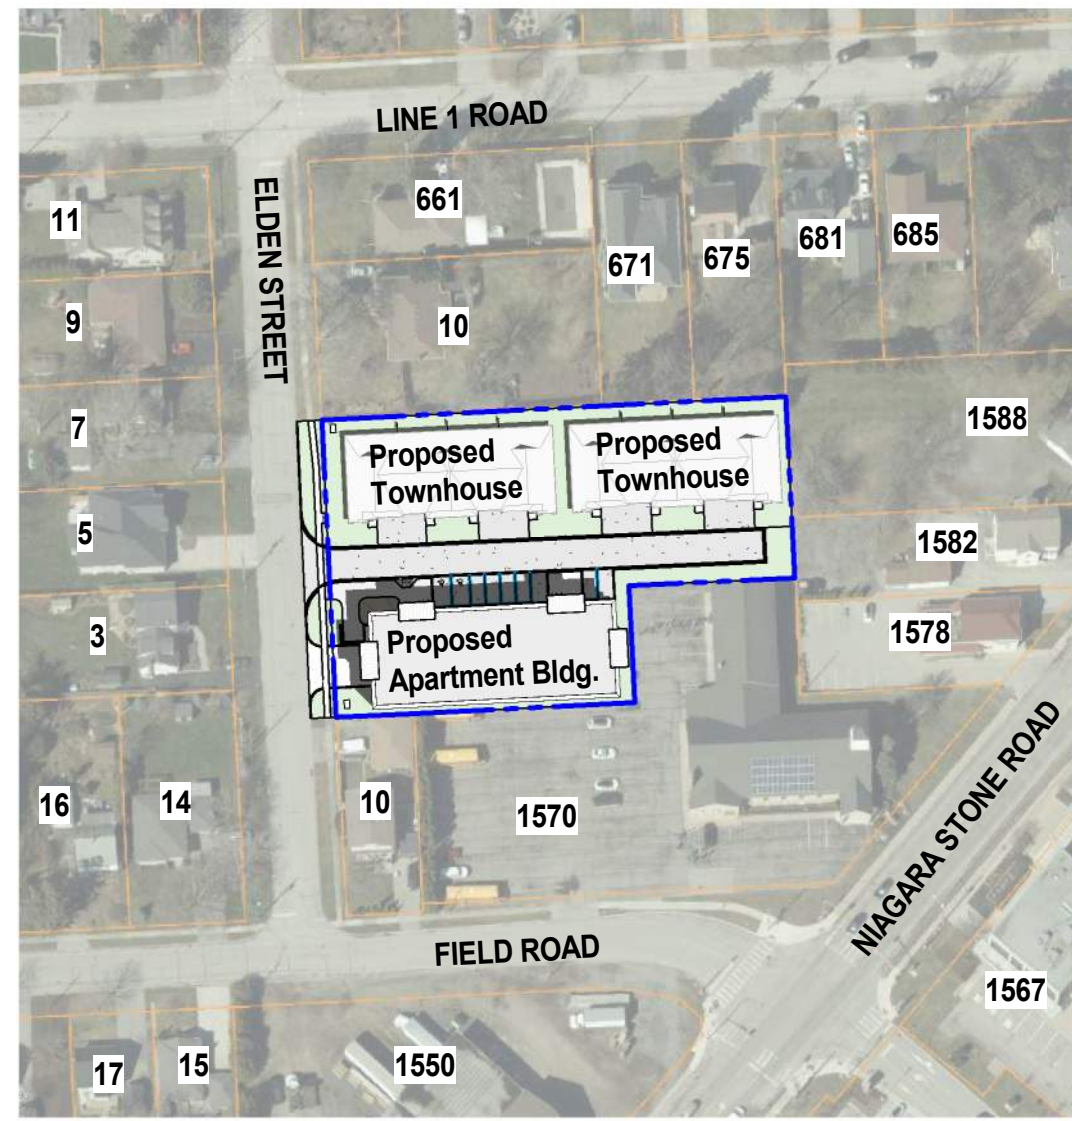 LINE 1 ROAD
ELDEN STREET
661
11
671
675
681
685
9
10
7
1588
Proposed
Townhouse
Proposed
Townhouse
5
1582
3
1578
Proposed
Apartment Bldg.
16
14
10
1570
NIAGARA STONE ROAD
FIELD ROAD
1567
17
15
1550